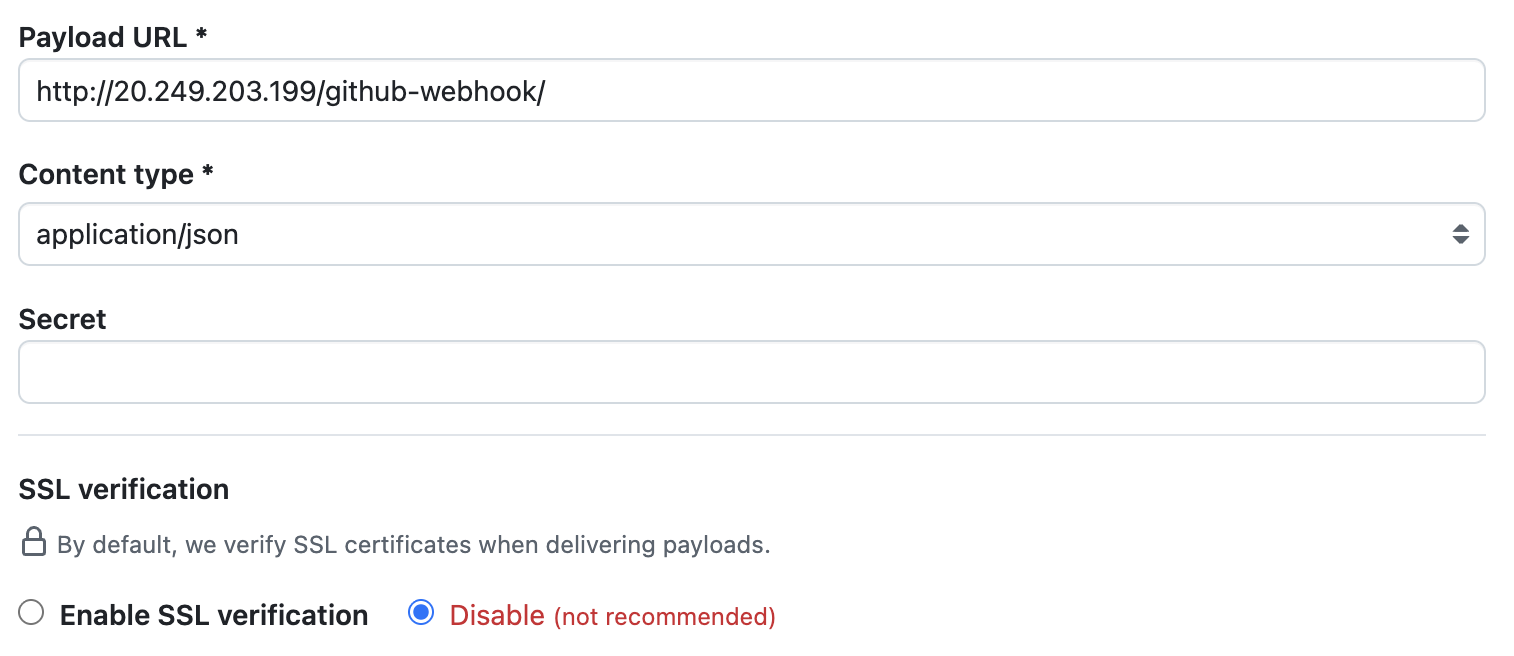 Payload URL *
http://20.249.203.199/github-webhook/
Content type *
application/json
Secret
SSL verification
By default, we verify SSL certificates when delivering payloads.
Enable SSL verification Disable (not recommended)